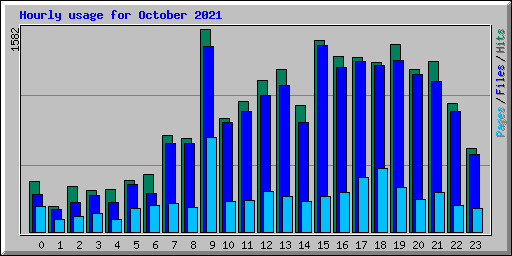 Hourly usage for October 2021
1582
Pages/Files/Hits
0 1 2 3 4 5 6 7 8 9 10 11 12 13 14 15 16 17 18 19 20 21 22 23